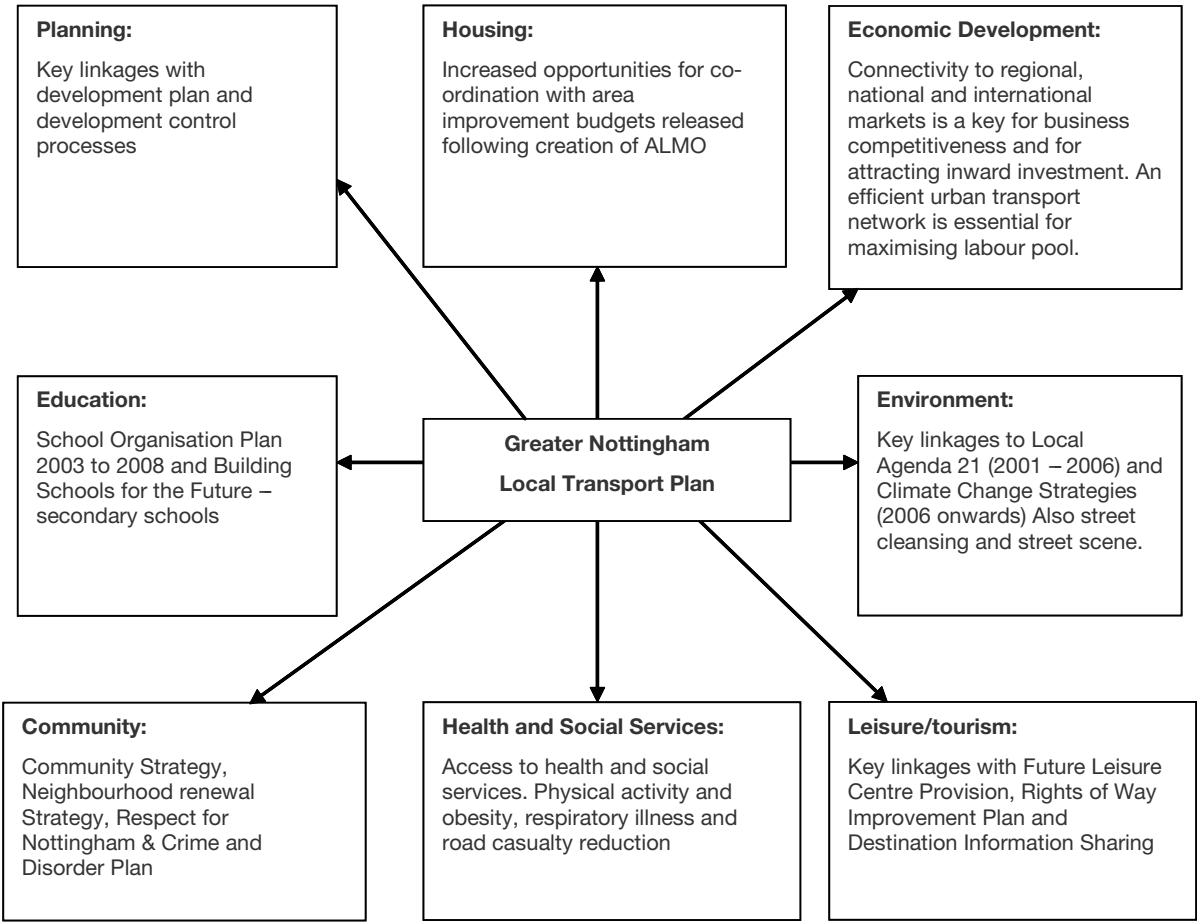 Planning:
Key linkages with
development plan and
development control
processes
Housing:
Increased opportunities for co-
ordination with area
improvement budgets released
following creation of ALMO
Economic Development:
Connectivity to regional,
national and international
markets is a key for business
competitiveness and for
attracting inward investment. An
efficient urban transport
network is essential for
maximising labour pool.
Education:
School Organisation Plan
2003 to 2008 and Building
Schools for the Future –
secondary schools
Greater Nottingham
Local Transport Plan
Environment:
Key linkages to Local
Agenda 21 (2001 – 2006) and
Climate Change Strategies
(2006 onwards) Also street
cleansing and street scene.
Community:
Community Strategy,
Neighbourhood renewal
Strategy, Respect for
Nottingham & Crime and
Disorder Plan
Health and Social Services:
Access to health and social
services. Physical activity and
obesity, respiratory illness and
road casualty reduction
Leisure/tourism:
Key linkages with Future Leisure
Centre Provision, Rights of Way
Improvement Plan and
Destination Information Sharing